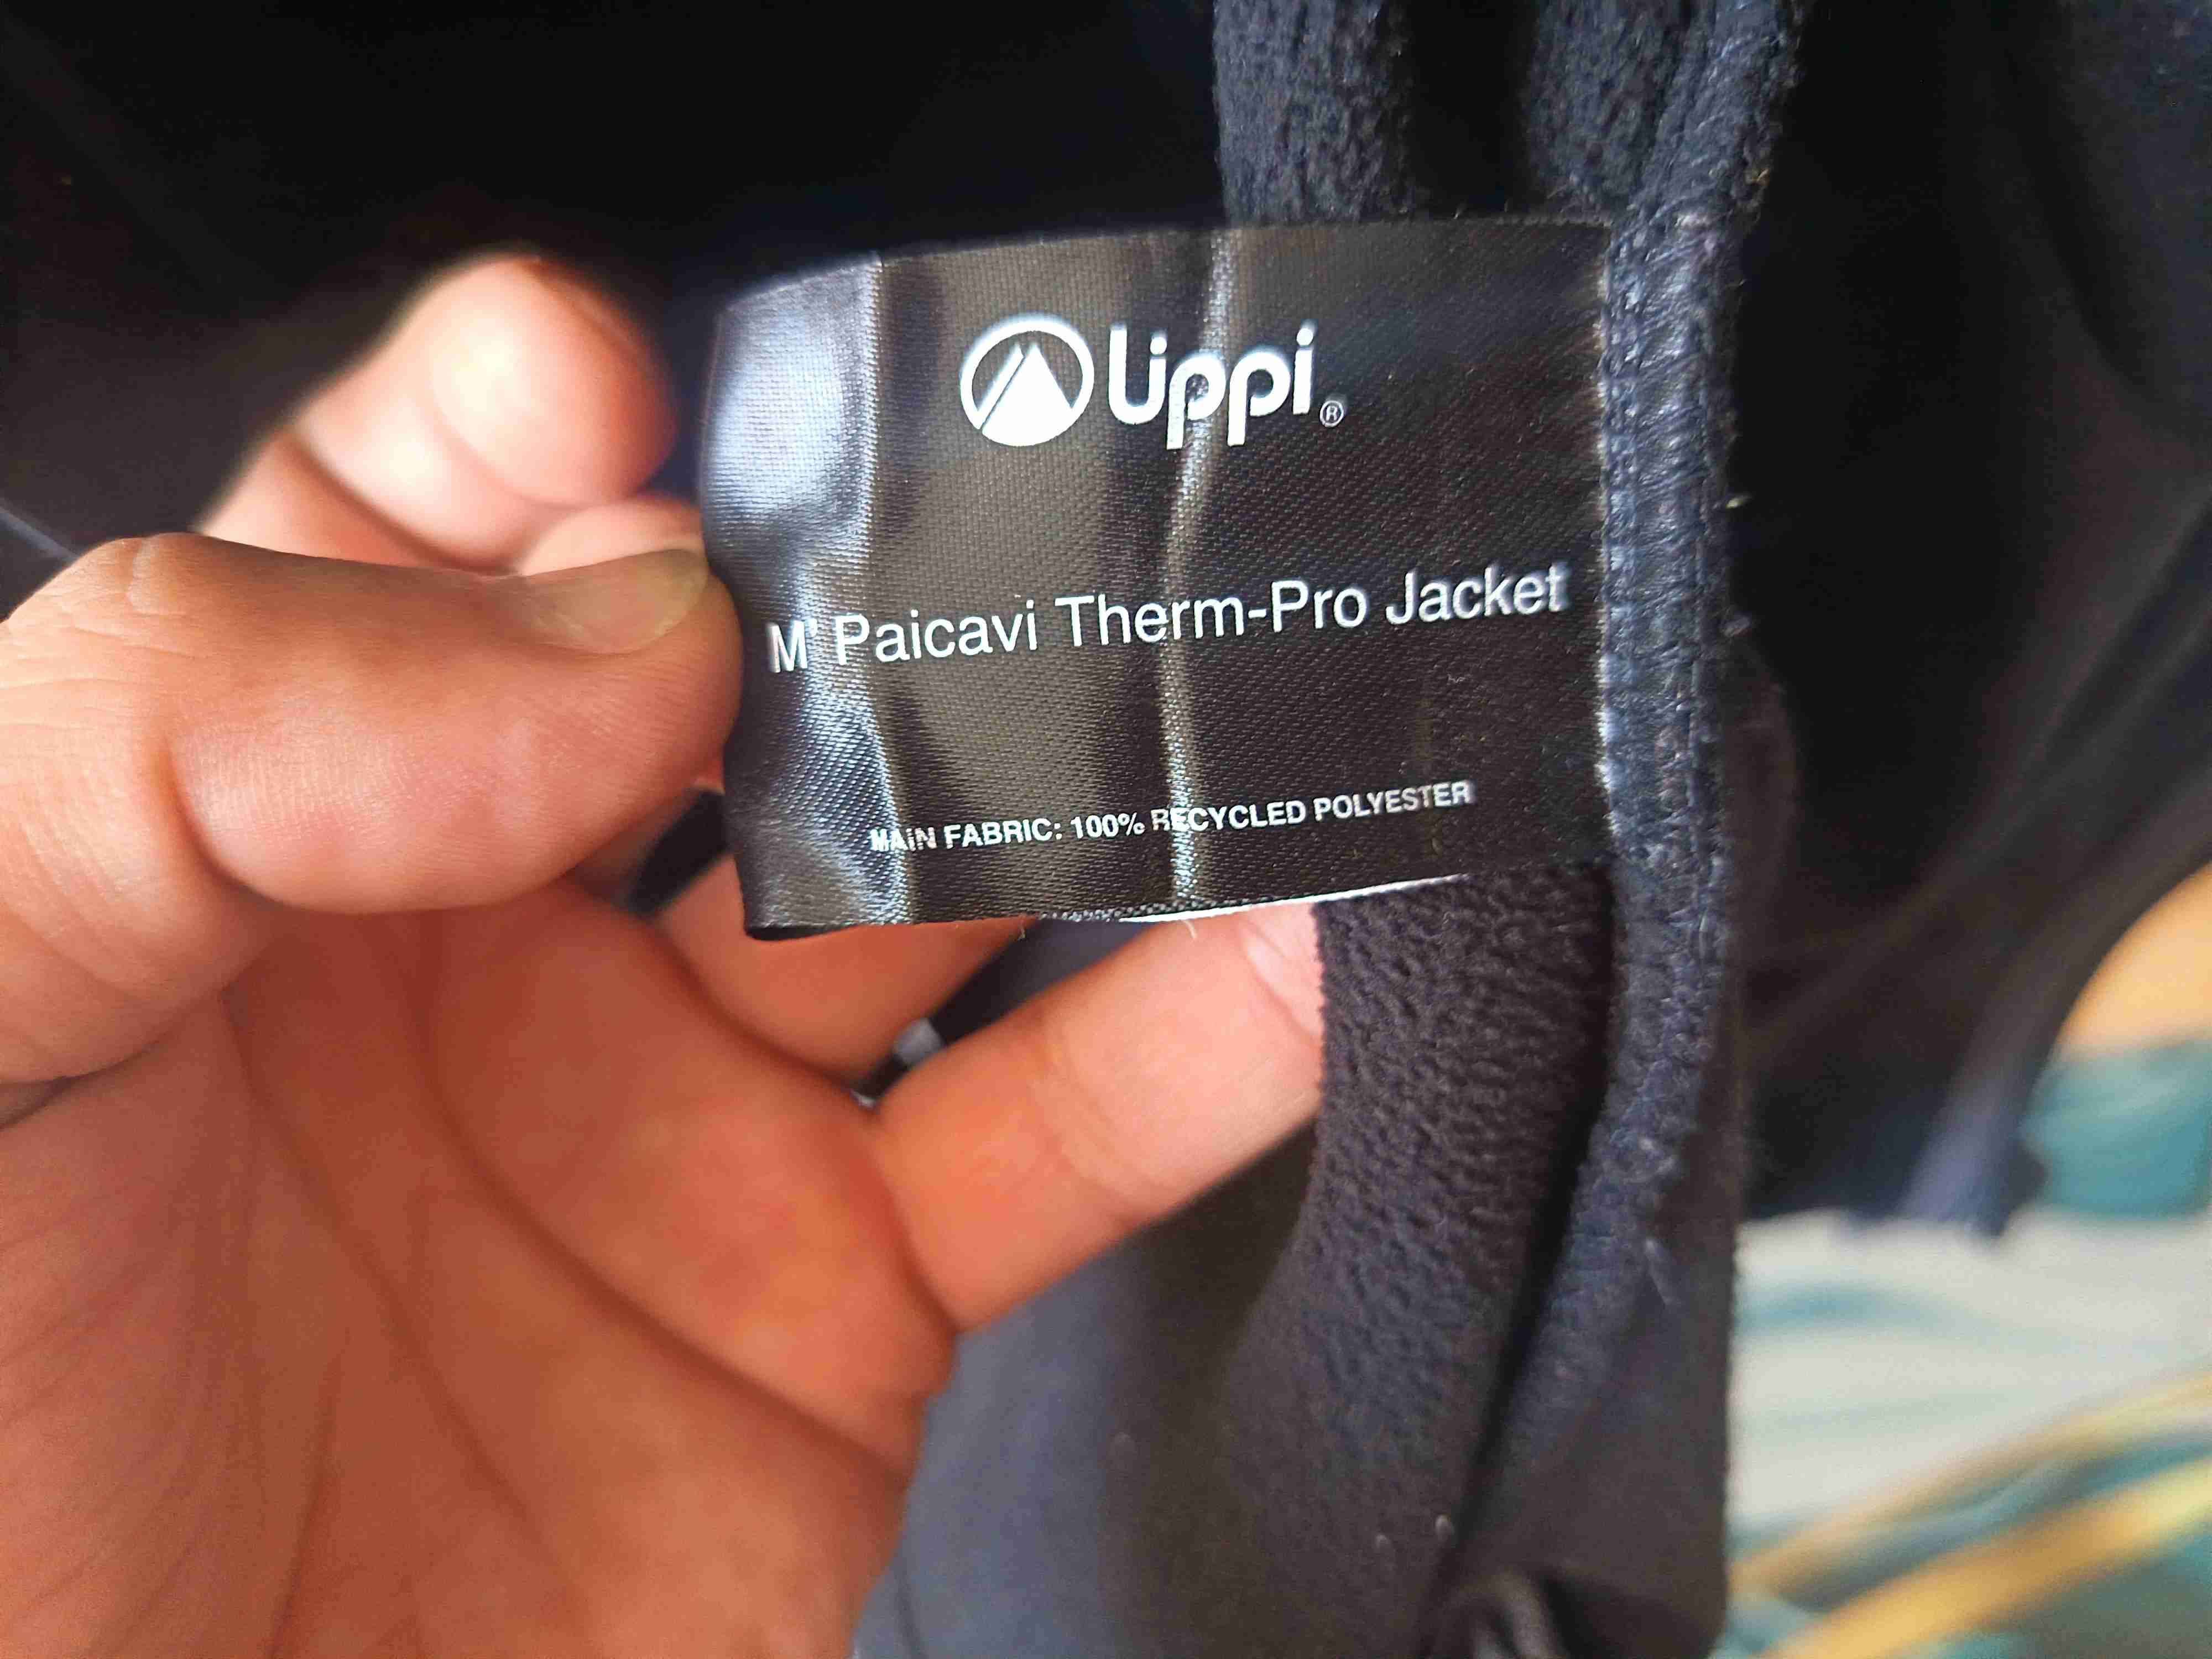 Lippi®
M' Paicavi Therm-Pro Jacket
MAIN FABRIC: 100% RECYCLED POLYESTER